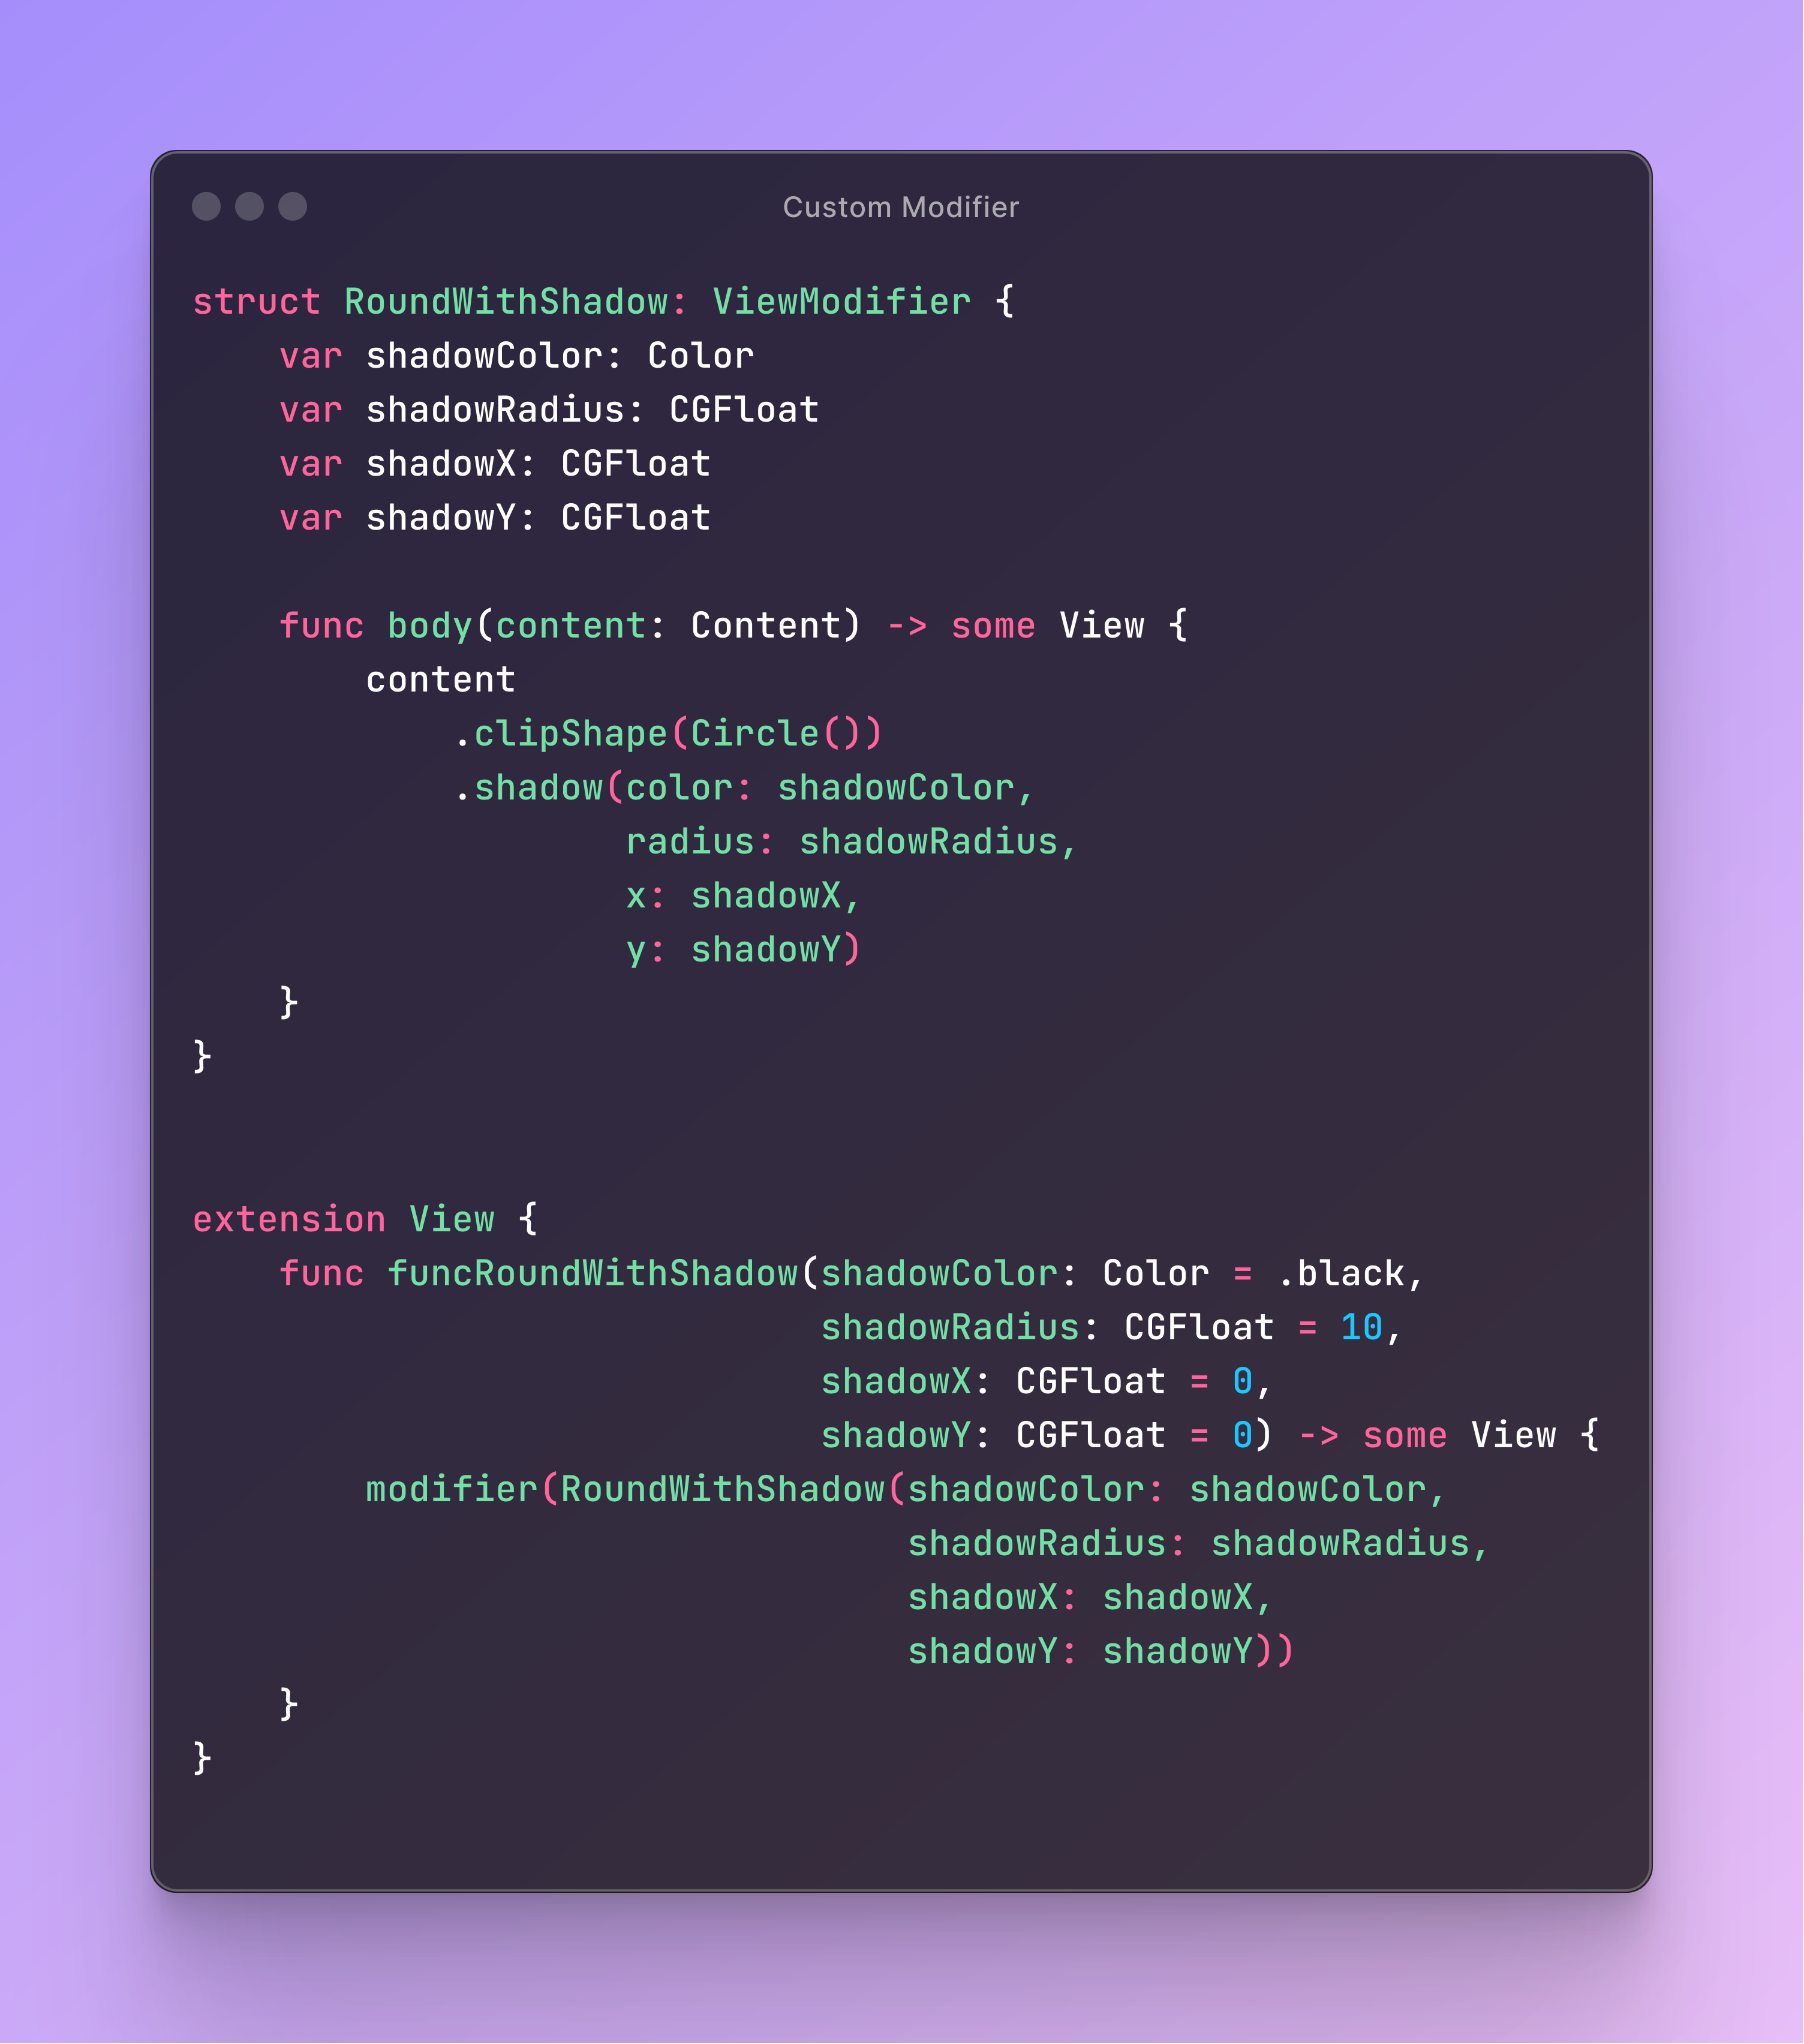 Custom Modifier
struct RoundWithShadow: ViewModifier {
    var shadowColor: Color
    var shadowRadius: CGFloat
    var shadowX: CGFloat
    var shadowY: CGFloat

    func body(content: Content) -> some View {
        content
            .clipShape(Circle())
            .shadow(color: shadowColor,
                    radius: shadowRadius,
                    x: shadowX,
                    y: shadowY)
    }
}

extension View {
    func funcRoundWithShadow(shadowColor: Color = .black,
                             shadowRadius: CGFloat = 10,
                             shadowX: CGFloat = 0,
                             shadowY: CGFloat = 0) -> some View {
        modifier(RoundWithShadow(shadowColor: shadowColor,
                                 shadowRadius: shadowRadius,
                                 shadowX: shadowX,
                                 shadowY: shadowY))
    }
}